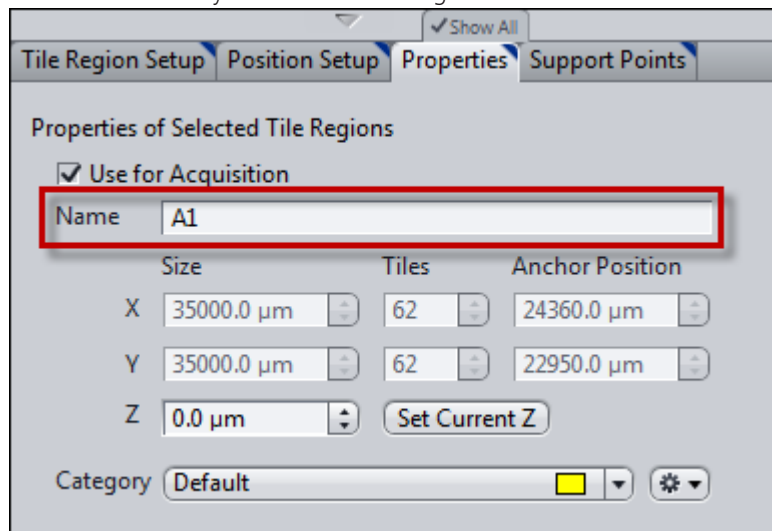 Show All
Tile Region Setup Position Setup Properties Support Points
Properties of Selected Tile Regions
Use for Acquisition
Name A1
Size Tiles Anchor Position
X 35000.0 µm 62 24360.0 µm
Y 35000.0 µm 62 22950.0 µm
Z 0.0 µm Set Current Z
Category Default